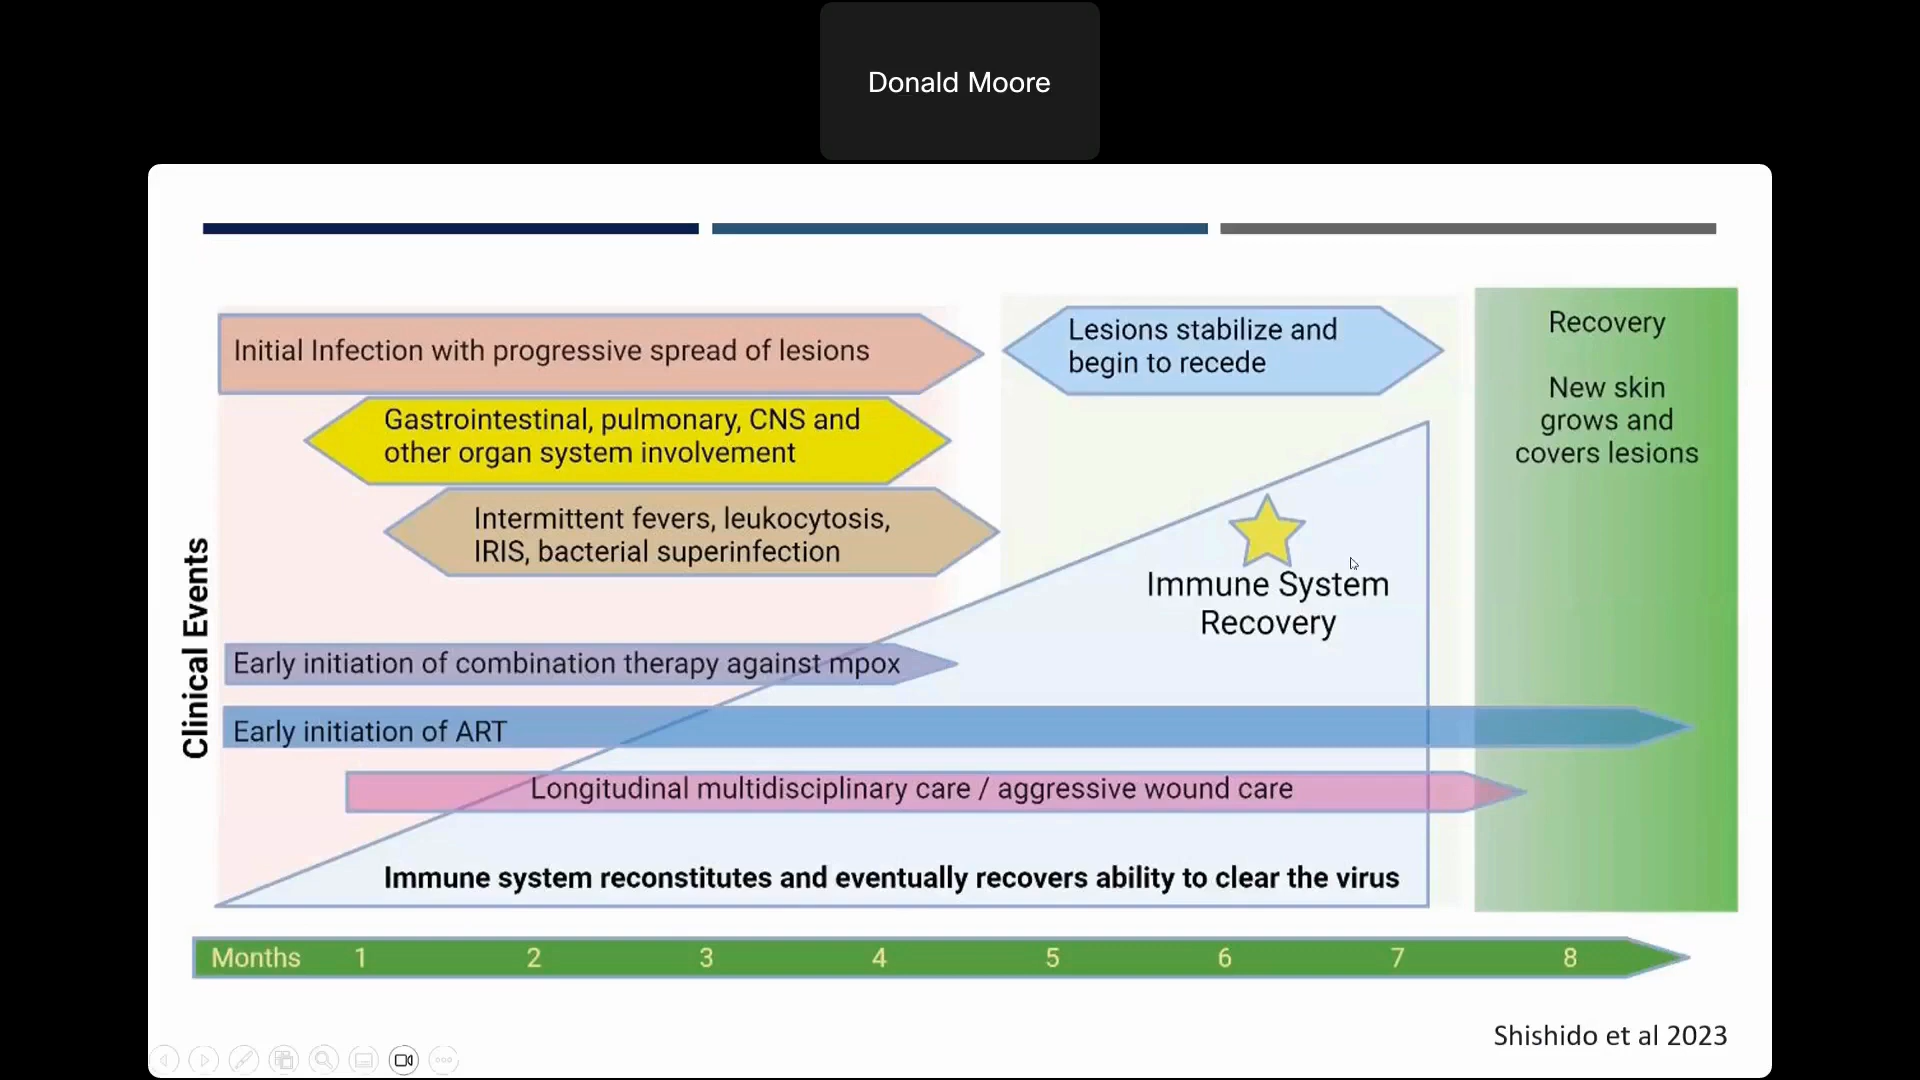 Donald Moore
Initial Infection with progressive spread of lesions
Lesions stabilize and
begin to recede
Recovery
New skin
grows and
covers lesions
Gastrointestinal, pulmonary, CNS and
other organ system involvement
Intermittent fevers, leukocytosis,
IRIS, bacterial superinfection
Immune System
Recovery
Clinical Events
Early initiation of combination therapy against mpox
Early initiation of ART
Longitudinal multidisciplinary care / aggressive wound care
Immune system reconstitutes and eventually recovers ability to clear the virus
Months 1 2 3 4 5 6 7 8
Shishido et al 2023